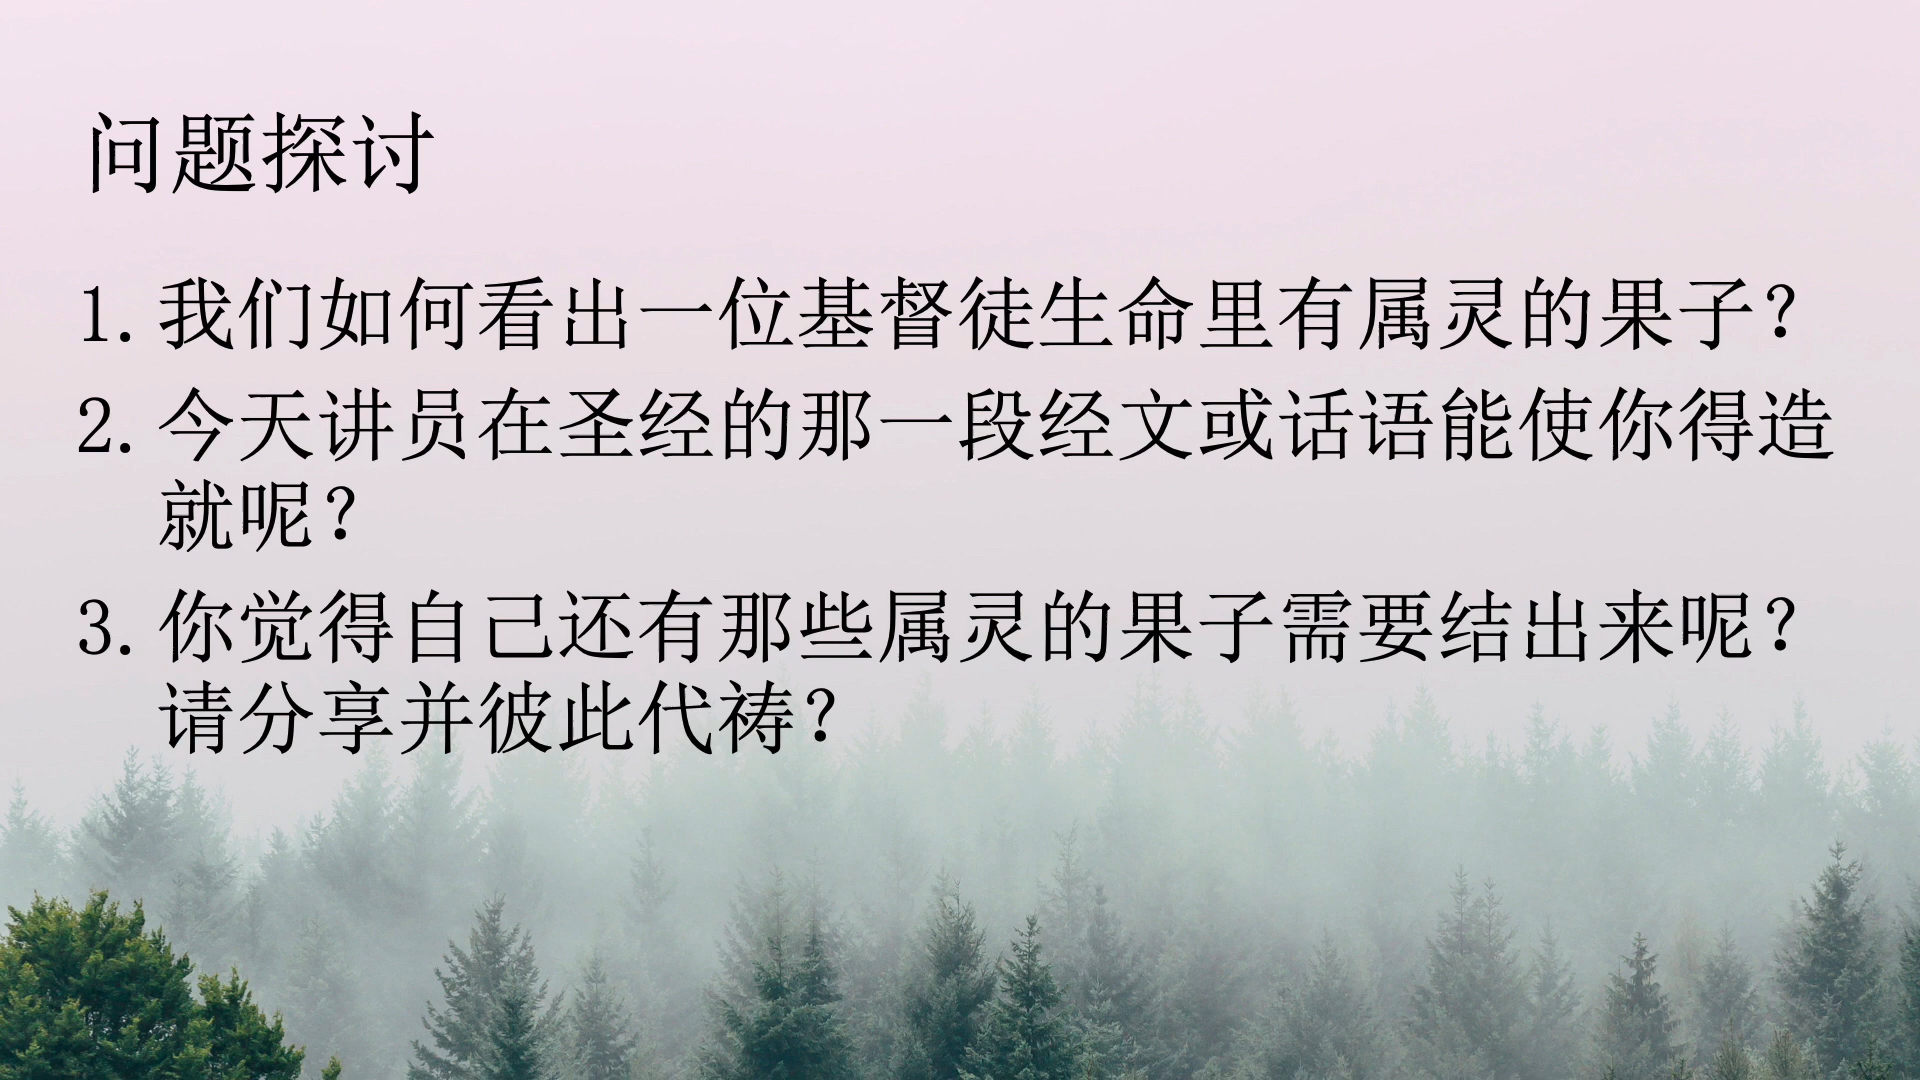 问题探讨
1. 我们如何看出一位基督徒生命里有属灵的果子？
2. 今天讲员在圣经的那一段经文或话语能使你得造
就呢？
3. 你觉得自己还有那些属灵的果子需要结出来呢？
请分享并彼此代祷？